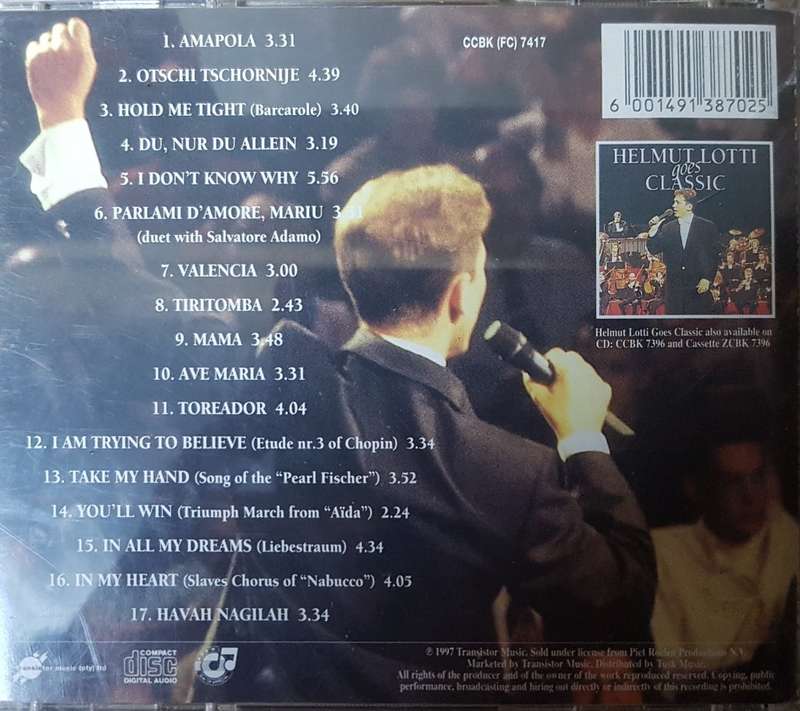 1. AMAPOLA 3.31
2. OTSCHI TSCHORNIJE 4.39
3. HOLD ME TIGHT (Barcarole) 3.40
4. DU, NUR DU ALLEIN 3.19
5. I DON'T KNOW WHY 5.56
6. PARLAMI D'AMORE, MARIU
(duet with Salvatore Adamo)
7. VALENCIA 3.00
8. TIRITOMBA 2.43
9. MAMA 3.48
10. AVE MARIA 3.31
11. TOREADOR 4.04
12. I AM TRYING TO BELIEVE (Etude nr.3 of Chopin) 3.34
13. TAKE MY HAND (Song of the "Pearl Fischer") 3.52
14. YOU'LL WIN (Triumph March from "Aïda") 2.24
15. IN ALL MY DREAMS (Liebestraum) 4.34
16. IN MY HEART (Slaves Chorus of "Nabucco") 4.05
17. HAVAH NAGILAH 3.34
CCBK (FC) 7417
6 001491 387025
HELMUT LOTTI
goes
CLASSIC
Helmut Lotti Goes Classic also available on
CD: CCBK 7396 and Cassette ZCBK 7396
music (pty) ltd
COMPACT
disc
DIGITAL AUDIO
℗ 1997 Transistor Music. Sold under license from Piet Roelen Productions N.V.
Marketed by Transistor Music. Distributed by Tusk Music.
All rights of the producer and of the owner of the work reproduced reserved. Copying, public
performance, broadcasting and hiring out directly or indirectly of this recording is prohibited.